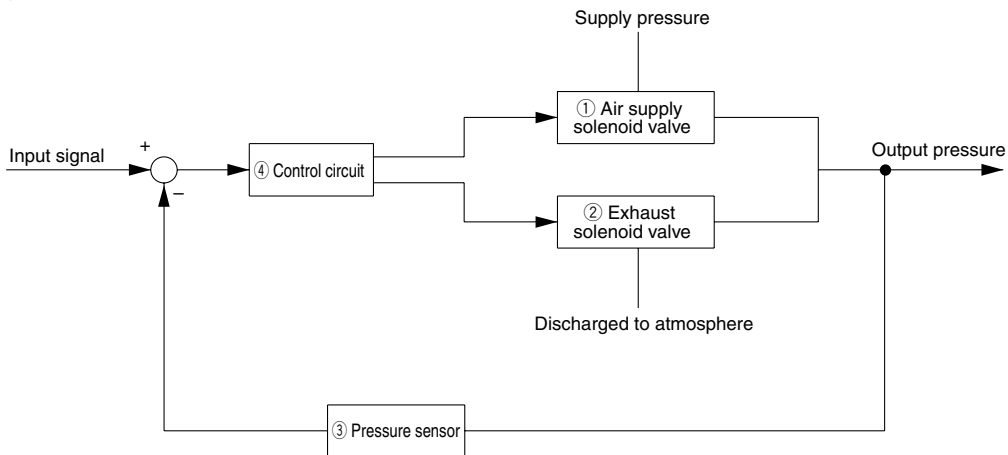 Supply pressure
① Air supply
solenoid valve
+
Input signal
Output pressure
④ Control circuit
−
② Exhaust
solenoid valve
Discharged to atmosphere
③ Pressure sensor